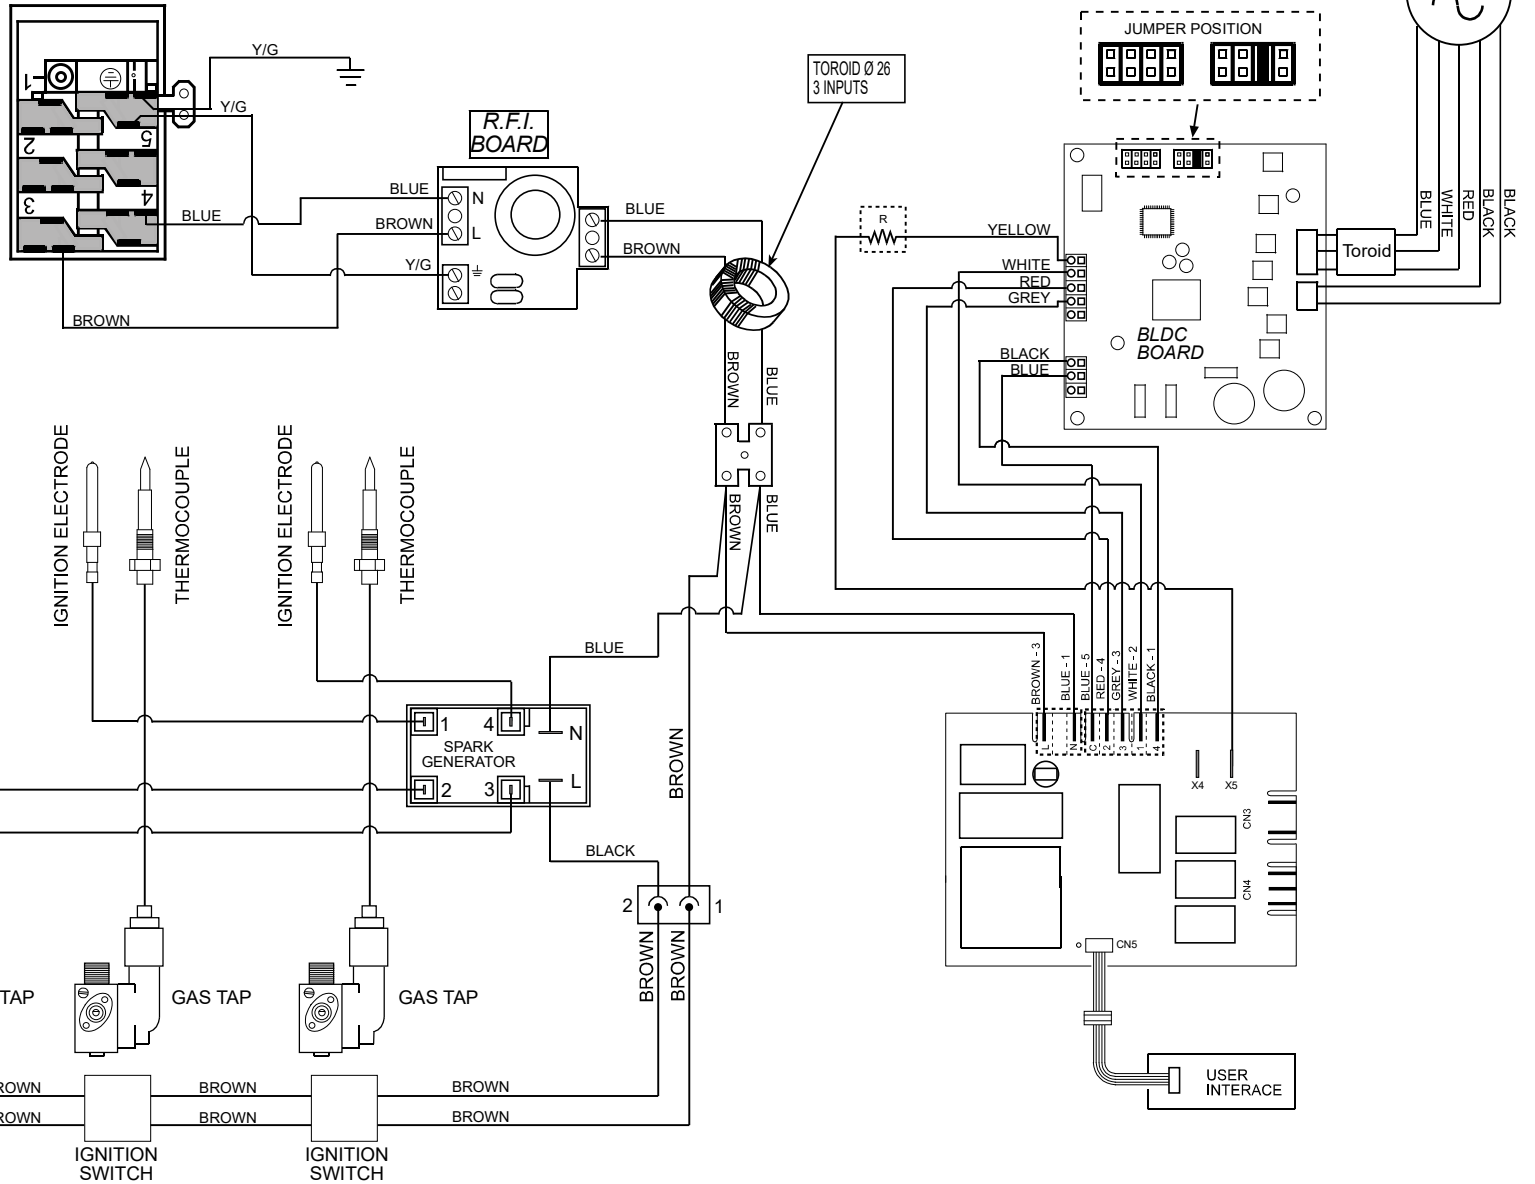 JUMPER POSITION
Y/G
TOROID Ø 26
3 INPUTS
1
Y/G
R.F.I.
BOARD
2
5
BLUE
N
3
4
BLUE
BROWN
L
BLUE
BROWN
Y/G
BROWN
R
YELLOW
WHITE
RED
GREY
BLACK
BLUE
BLDC
BOARD
Toroid
BLUE
WHITE
RED
BLACK
BLACK
BROWN
BLUE
BROWN
BLUE
IGNITION ELECTRODE
THERMOCOUPLE
IGNITION ELECTRODE
THERMOCOUPLE
BLUE
BROWN - 3
BLUE - 1
BLUE - 5
RED - 4
GREY - 3
WHITE - 2
BLACK - 1
L
N
C
2
3
1
4
1
4
N
SPARK
GENERATOR
2
3
L
BROWN
X4
X5
CN3
CN4
BLACK
2
1
BROWN
BROWN
CN5
TAP
GAS TAP
GAS TAP
ROWN
BROWN
BROWN
ROWN
BROWN
BROWN
USER
INTERACE
IGNITION
SWITCH
IGNITION
SWITCH